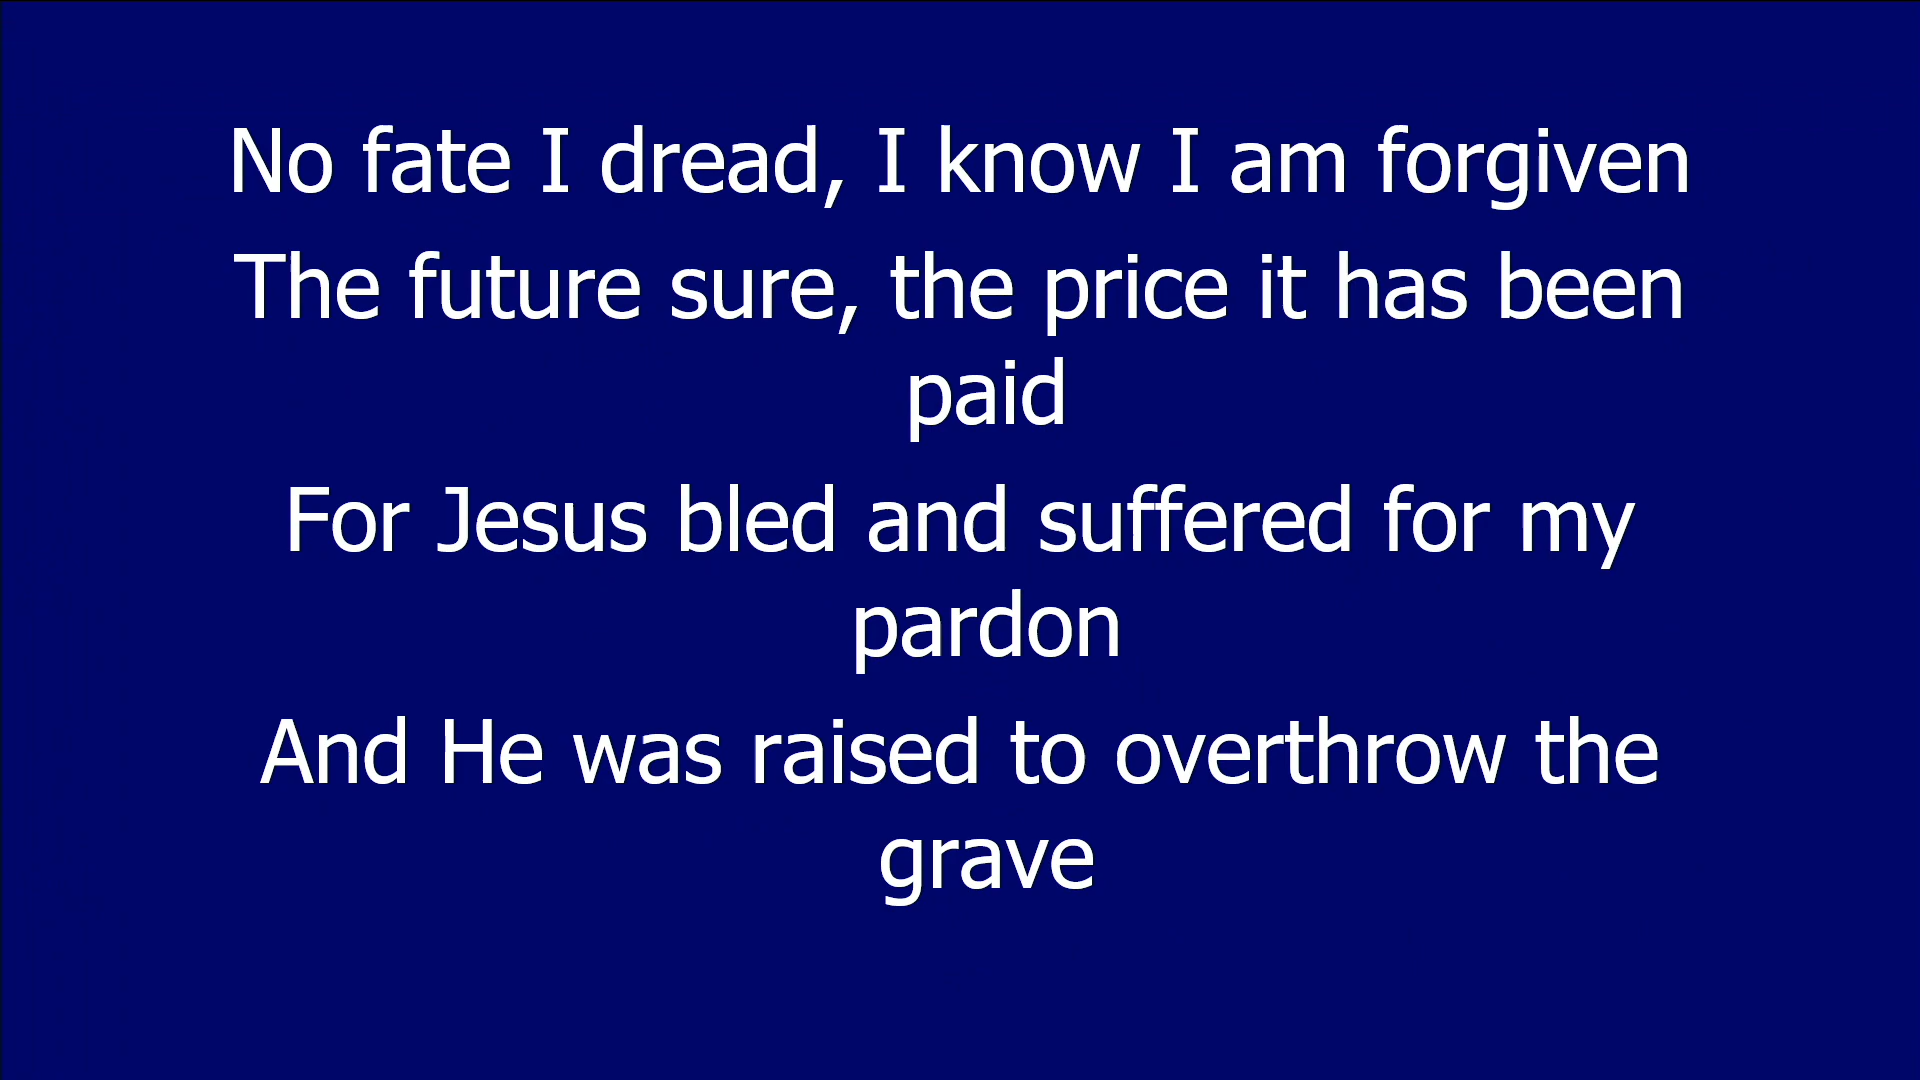 No fate I dread, I know I am forgiven
The future sure, the price it has been
paid
For Jesus bled and suffered for my
pardon
And He was raised to overthrow the
grave